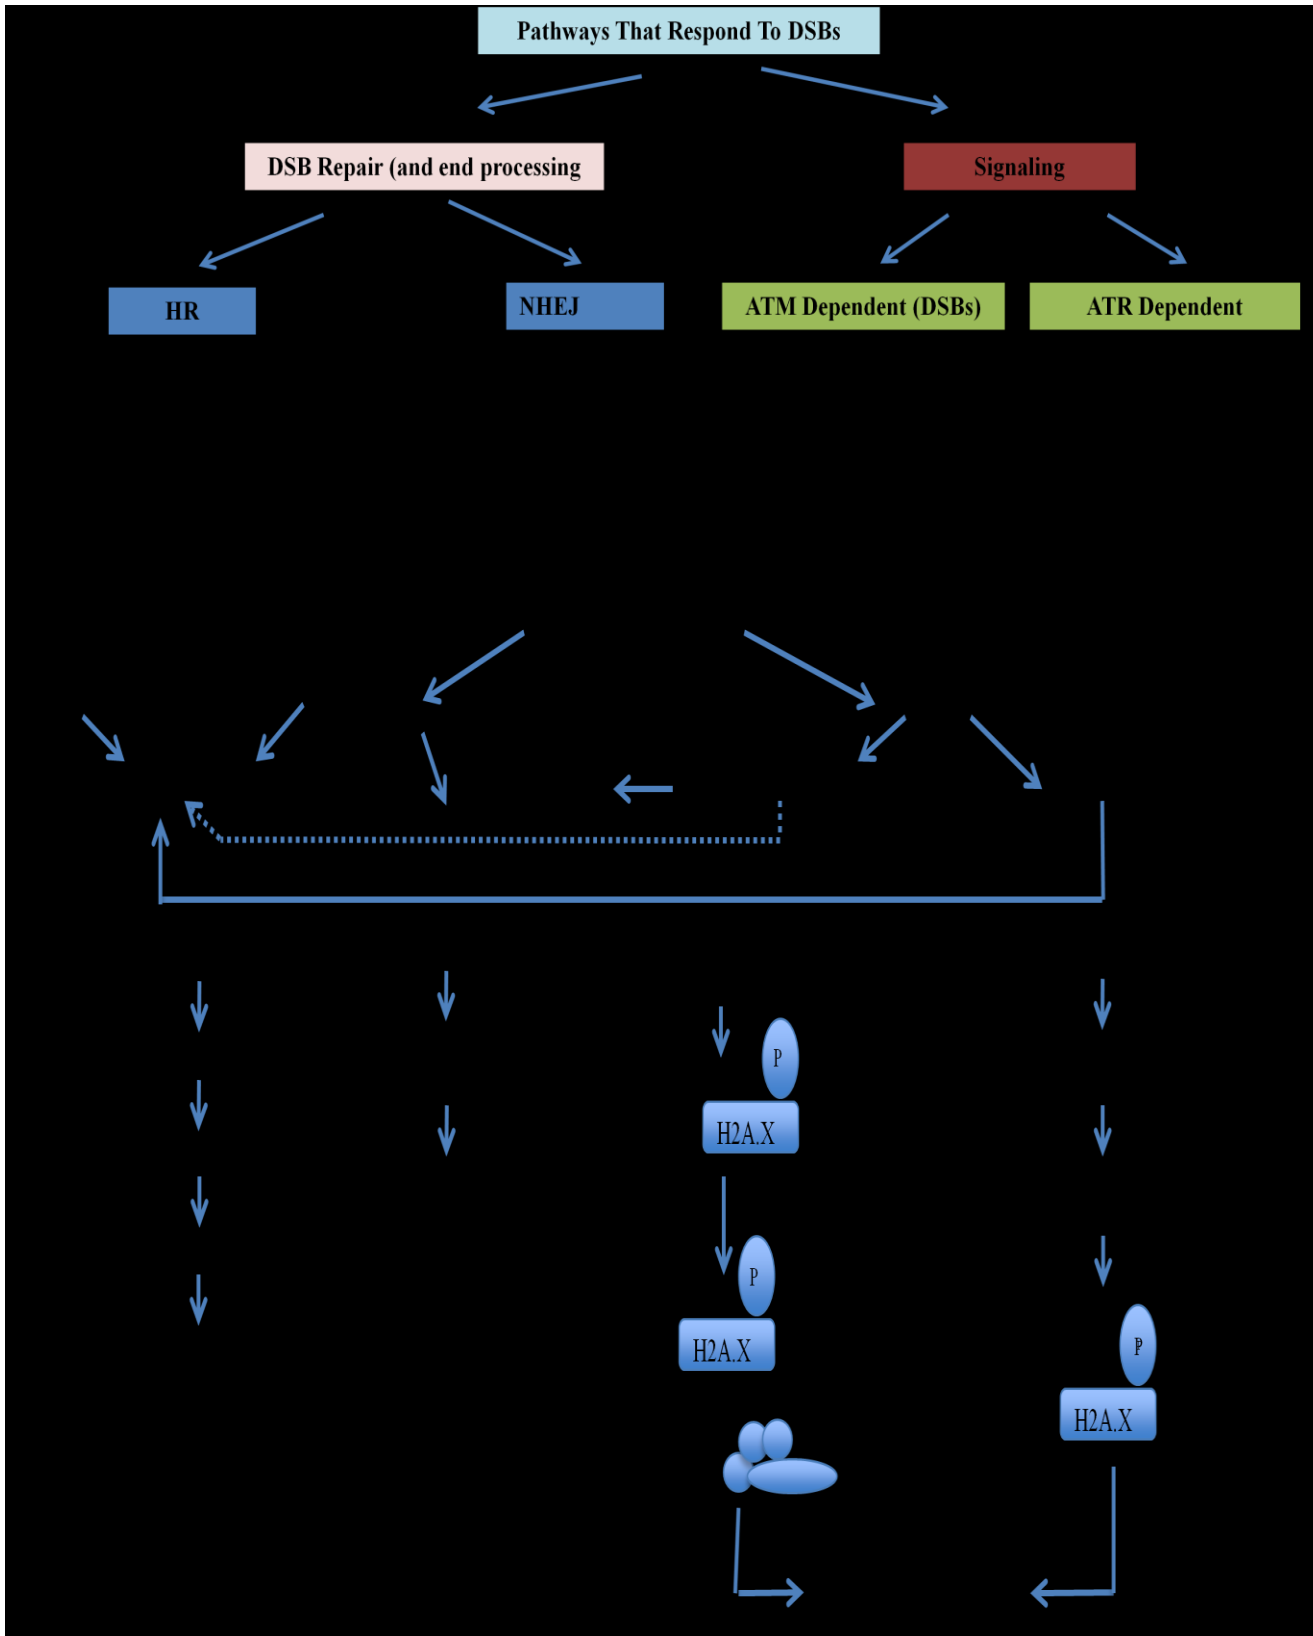 Pathways That Respond To DSBs
DSB Repair (and end processing
Signaling
HR
NHEJ
ATM Dependent (DSBs)
ATR Dependent
P
H2A.X
P
H2A.X
P
H2A.X